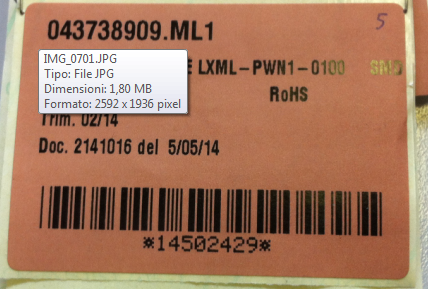 043738909.ML1
5
IMG_0701.JPG
Tipo: File JPG
Dimensioni: 1,80 MB
Formato: 2592 x 1936 pixel
E LXML-PWN1-0100 SMD
RoHS
Trim. 02/14
Doc. 2141016 del 5/05/14
*14502429*